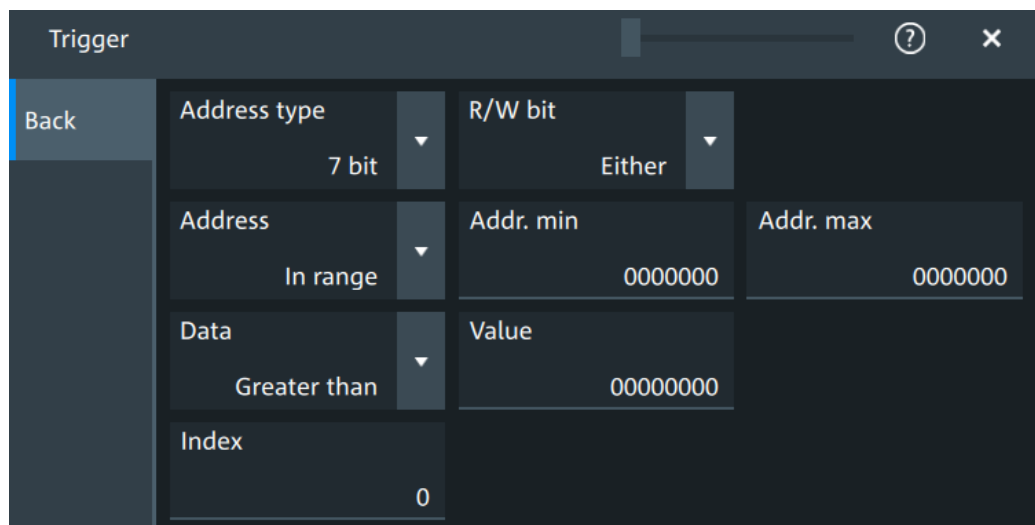 Trigger
Back
Address type
7 bit
R/W bit
Either
Address
In range
Addr. min
0000000
Addr. max
0000000
Data
Greater than
Value
00000000
Index
0